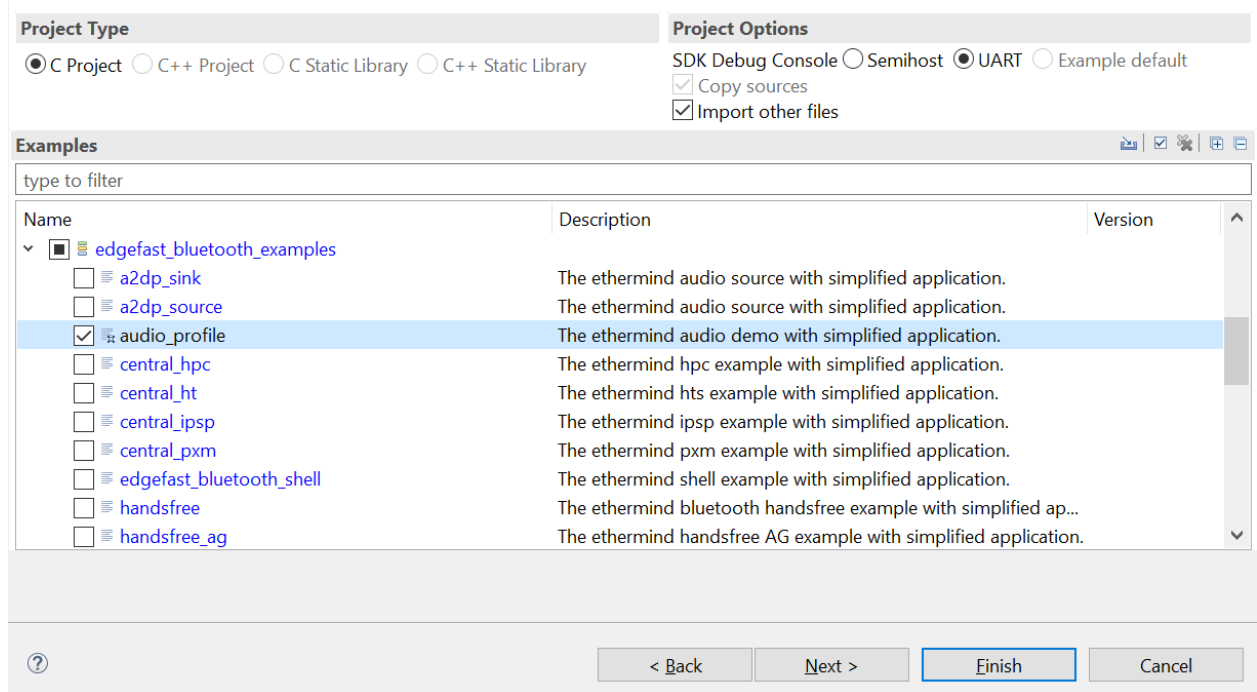 Project Type
Project Options
C Project C++ Project C Static Library C++ Static Library
SDK Debug Console Semihost UART Example default
Copy sources
Import other files
Examples
type to filter
Name Description Version
edgefast_bluetooth_examples
a2dp_sink The ethermind audio source with simplified application.
a2dp_source The ethermind audio source with simplified application.
audio_profile The ethermind audio demo with simplified application.
central_hpc The ethermind hpc example with simplified application.
central_ht The ethermind hts example with simplified application.
central_ipsp The ethermind ipsp example with simplified application.
central_pxm The ethermind pxm example with simplified application.
edgefast_bluetooth_shell The ethermind shell example with simplified application.
handsfree The ethermind bluetooth handsfree example with simplified ap...
handsfree_ag The ethermind handsfree AG example with simplified application.
? < Back Next > Finish Cancel